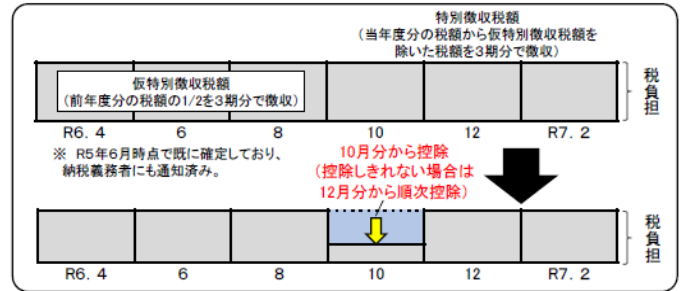 特別徴収税額
(当年度分の税額から仮特別徴収税額を
除いた税額を3期分で徴収)
仮特別徴収税額
(前年度分の税額の1/2を3期分で徴収)
税負担
R6. 4 6 8 10 12 R7. 2
※ R5年6月時点で既に確定しており、
納税義務者にも通知済み。
10月分から控除
(控除しきれない場合は
12月分から順次控除)
税負担
R6. 4 6 8 10 12 R7. 2